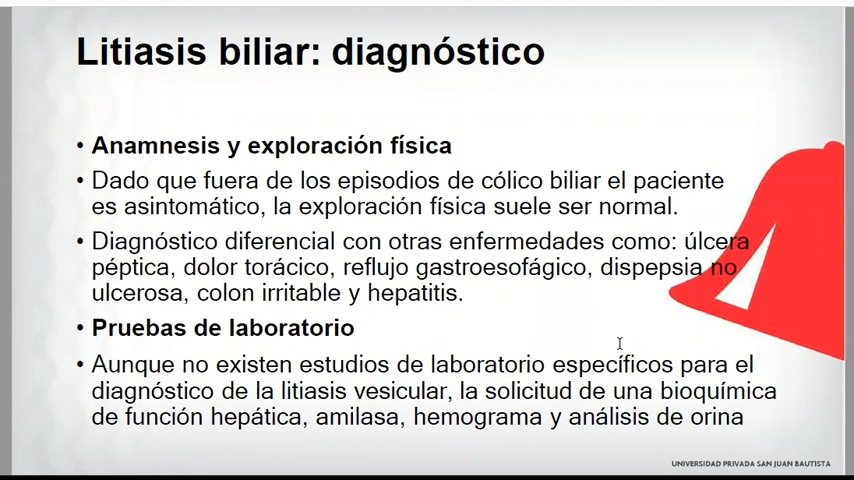 Litiasis biliar: diagnóstico
• Anamnesis y exploración física
• Dado que fuera de los episodios de cólico biliar el paciente
es asintomático, la exploración física suele ser normal.
• Diagnóstico diferencial con otras enfermedades como: úlcera
péptica, dolor torácico, reflujo gastroesofágico, dispepsia no
ulcerosa, colon irritable y hepatitis.
• Pruebas de laboratorio
• Aunque no existen estudios de laboratorio específicos para el
diagnóstico de la litiasis vesicular, la solicitud de una bioquímica
de función hepática, amilasa, hemograma y análisis de orina
UNIVERSIDAD PRIVADA SAN JUAN BAUTISTA